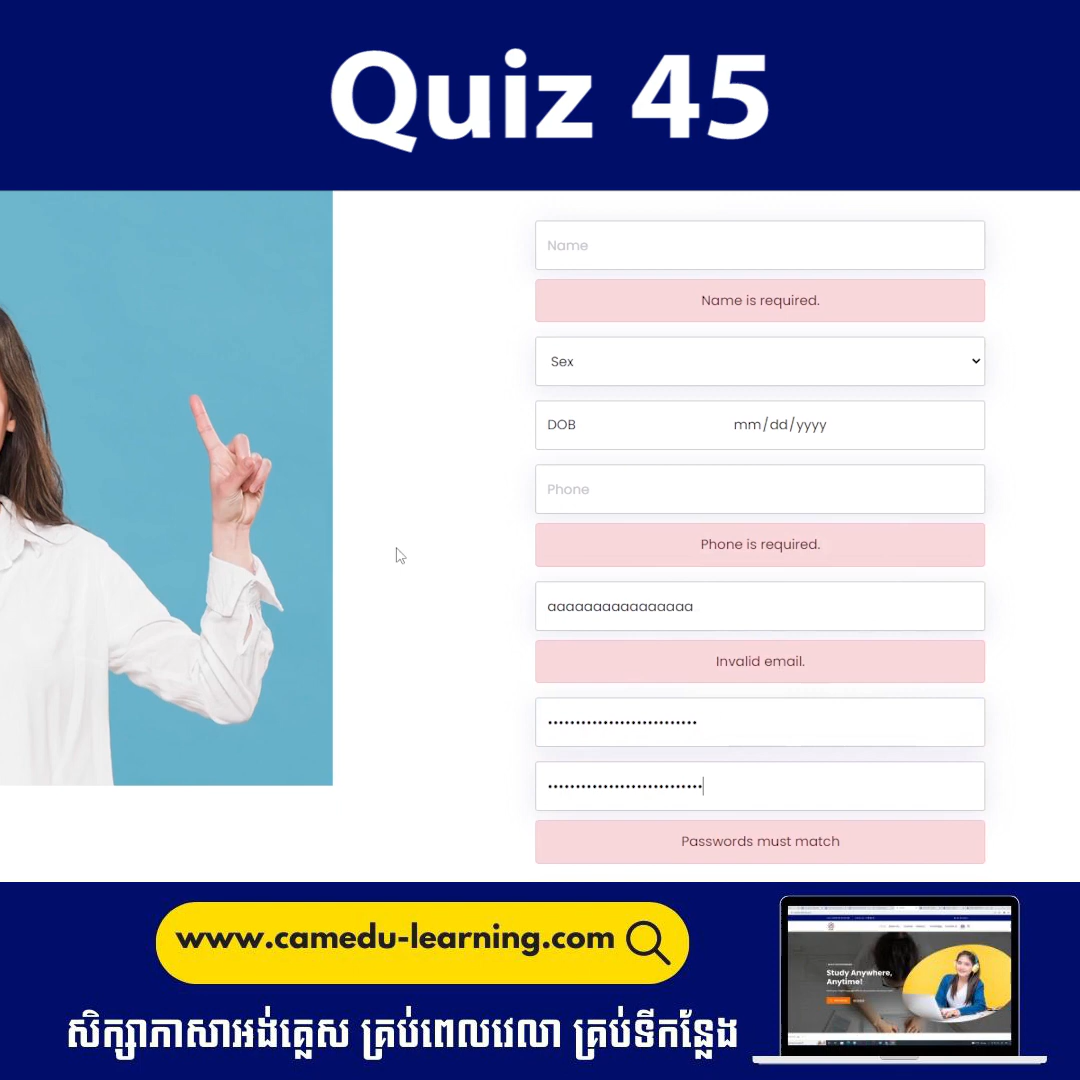 Quiz 45
Name
Name is required.
Sex
DOB mm/dd/yyyy
Phone
Phone is required.
aaaaaaaaaaaaaaaa
Invalid email.
Passwords must match
www.camedu-learning.com
Study Anywhere,
Anytime!
សិក្សាភាសាអង់គ្លេស គ្រប់ពេលវេលា គ្រប់ទីកន្លែង